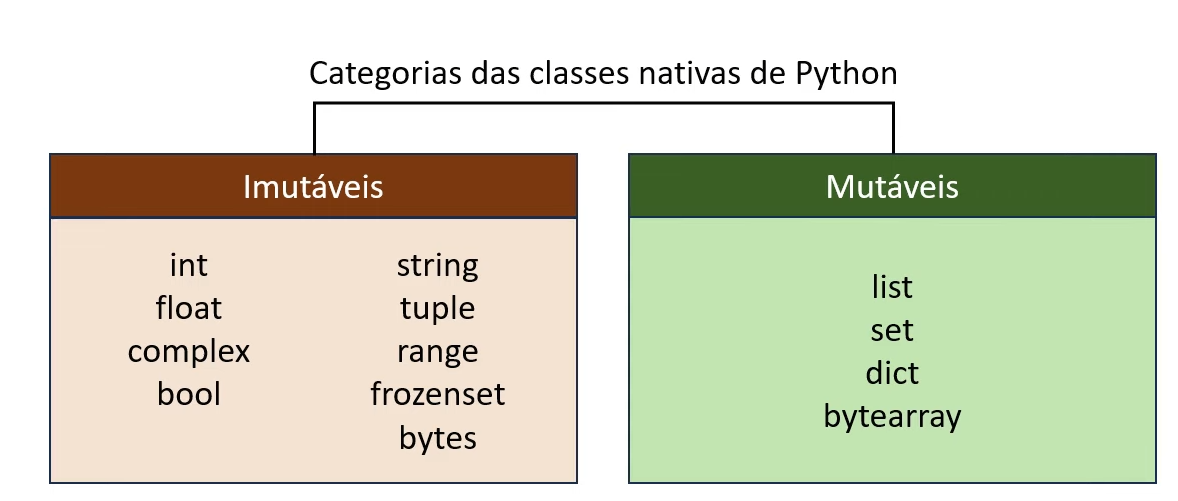 Categorias das classes nativas de Python
Imutáveis
int
float
complex
bool
string
tuple
range
frozenset
bytes
Mutáveis
list
set
dict
bytearray